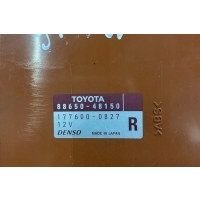 TOYOTA
88650-48150
177600-0827
12V
DENSO MADE IN JAPAN
R